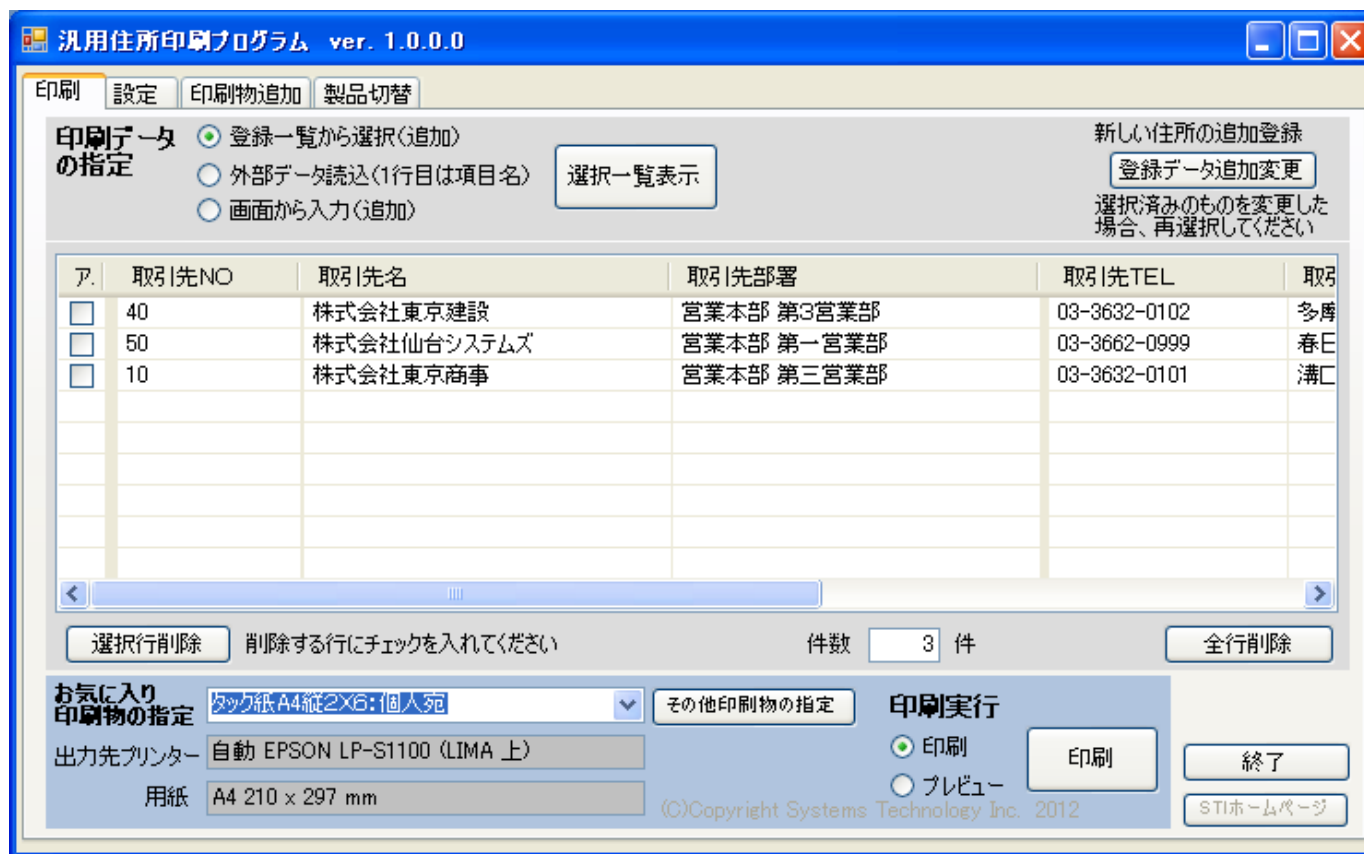 汎用住所印刷プログラム ver. 1.0.0.0
印刷 設定 印刷物追加 製品切替
印刷データ
の指定
登録一覧から選択(追加)
外部データ読込(1行目は項目名)
画面から入力(追加)
選択一覧表示
新しい住所の追加登録
登録データ追加変更
選択済みのものを変更した
場合、再選択してください
ア. 取引先NO 取引先名 取引先部署 取引先TEL 取引
40 株式会社東京建設 営業本部 第3営業部 03-3632-0102 多摩
50 株式会社仙台システムズ 営業本部 第一営業部 03-3662-0999 春日
10 株式会社東京商事 営業本部 第三営業部 03-3632-0101 溝口
選択行削除 削除する行にチェックを入れてください 件数 3 件 全行削除
お気に入り
印刷物の指定
タック紙A4縦2X6:個人宛
その他印刷物の指定
出力先プリンター 自動 EPSON LP-S1100 (LIMA 上)
用紙 A4 210 x 297 mm
印刷実行
印刷
プレビュー
印刷
終了
STIホームページ
(C)Copyright Systems Technology Inc. 2012